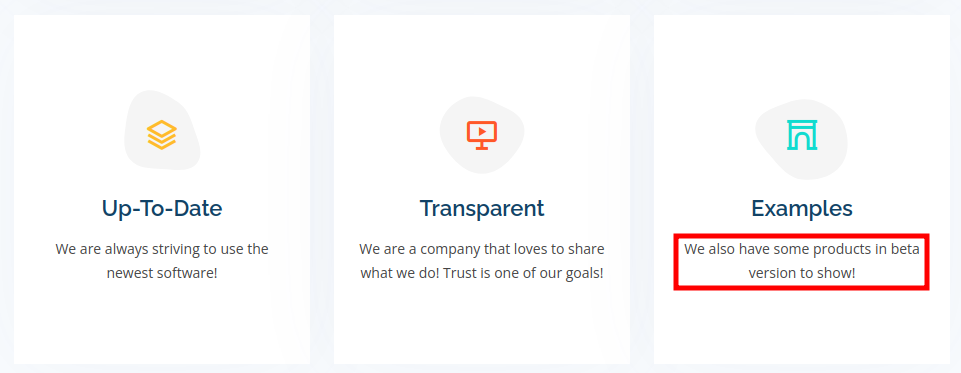 Up-To-Date
We are always striving to use the
newest software!
Transparent
We are a company that loves to share
what we do! Trust is one of our goals!
Examples
We also have some products in beta
version to show!